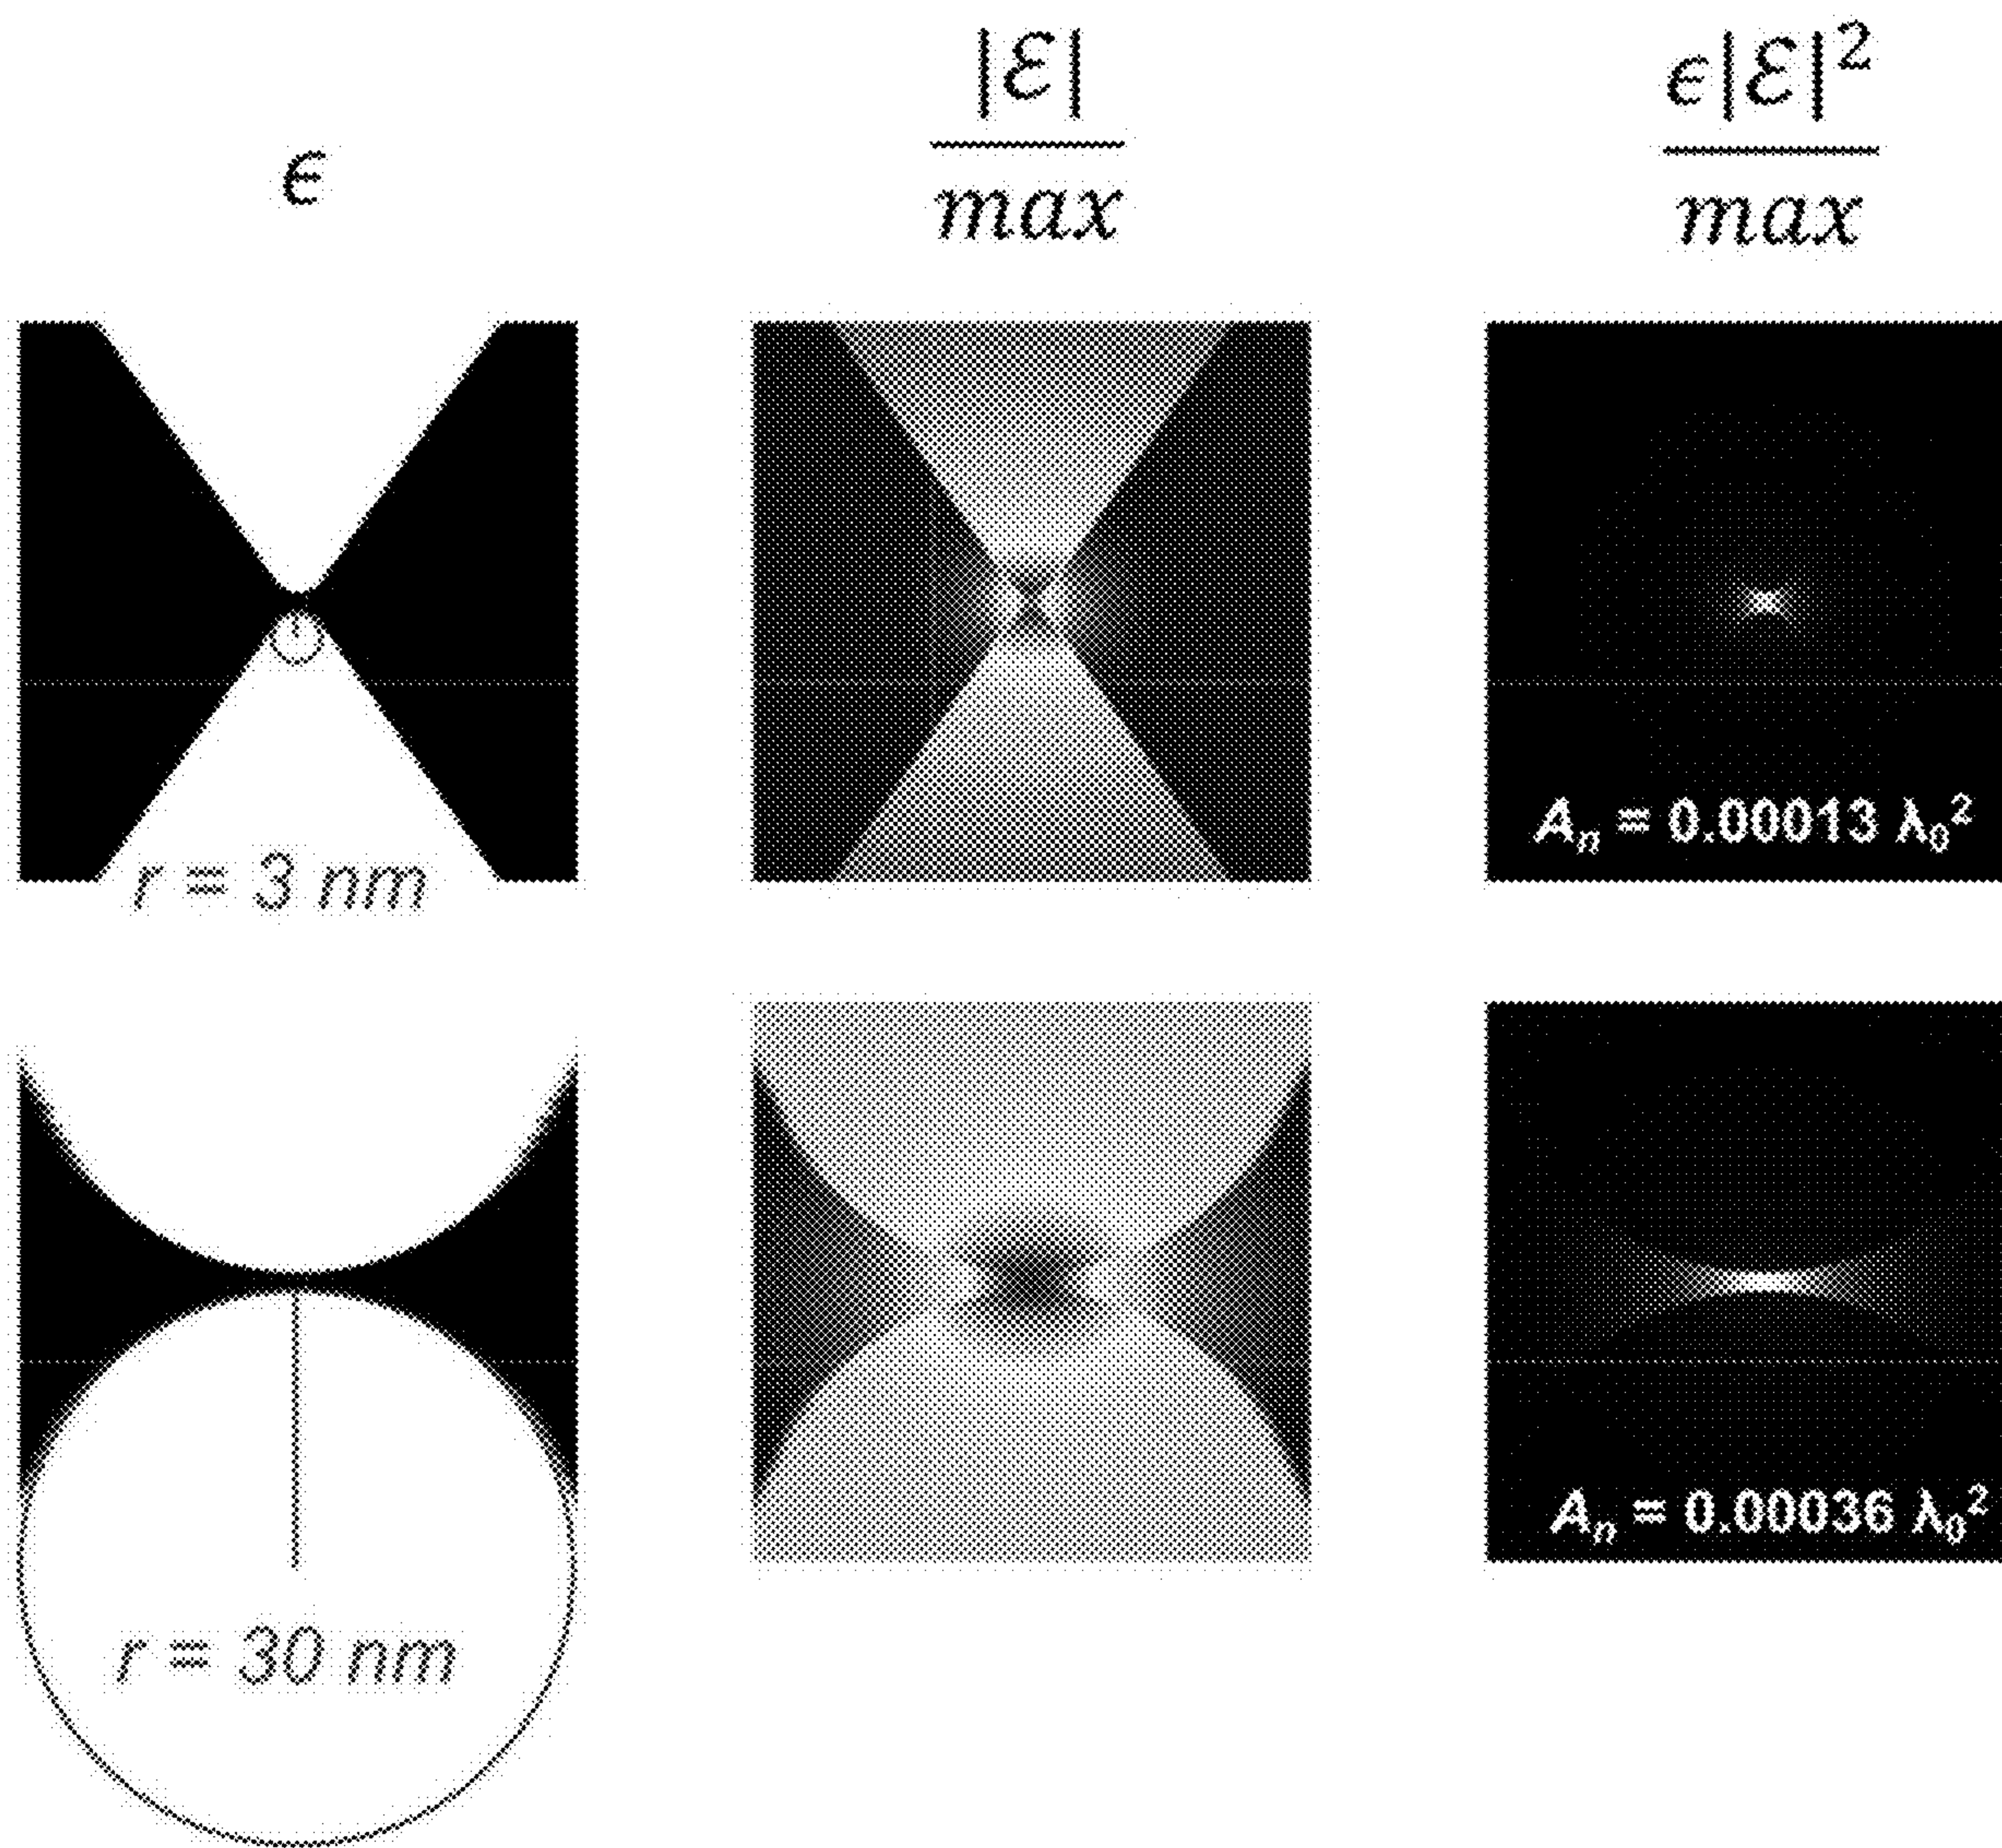 ϵ
|ℰ|
max
ϵ|ℰ|²
max
r = 3 nm
Aₙ = 0.00013 λ₀²
r = 30 nm
Aₙ = 0.00036 λ₀²